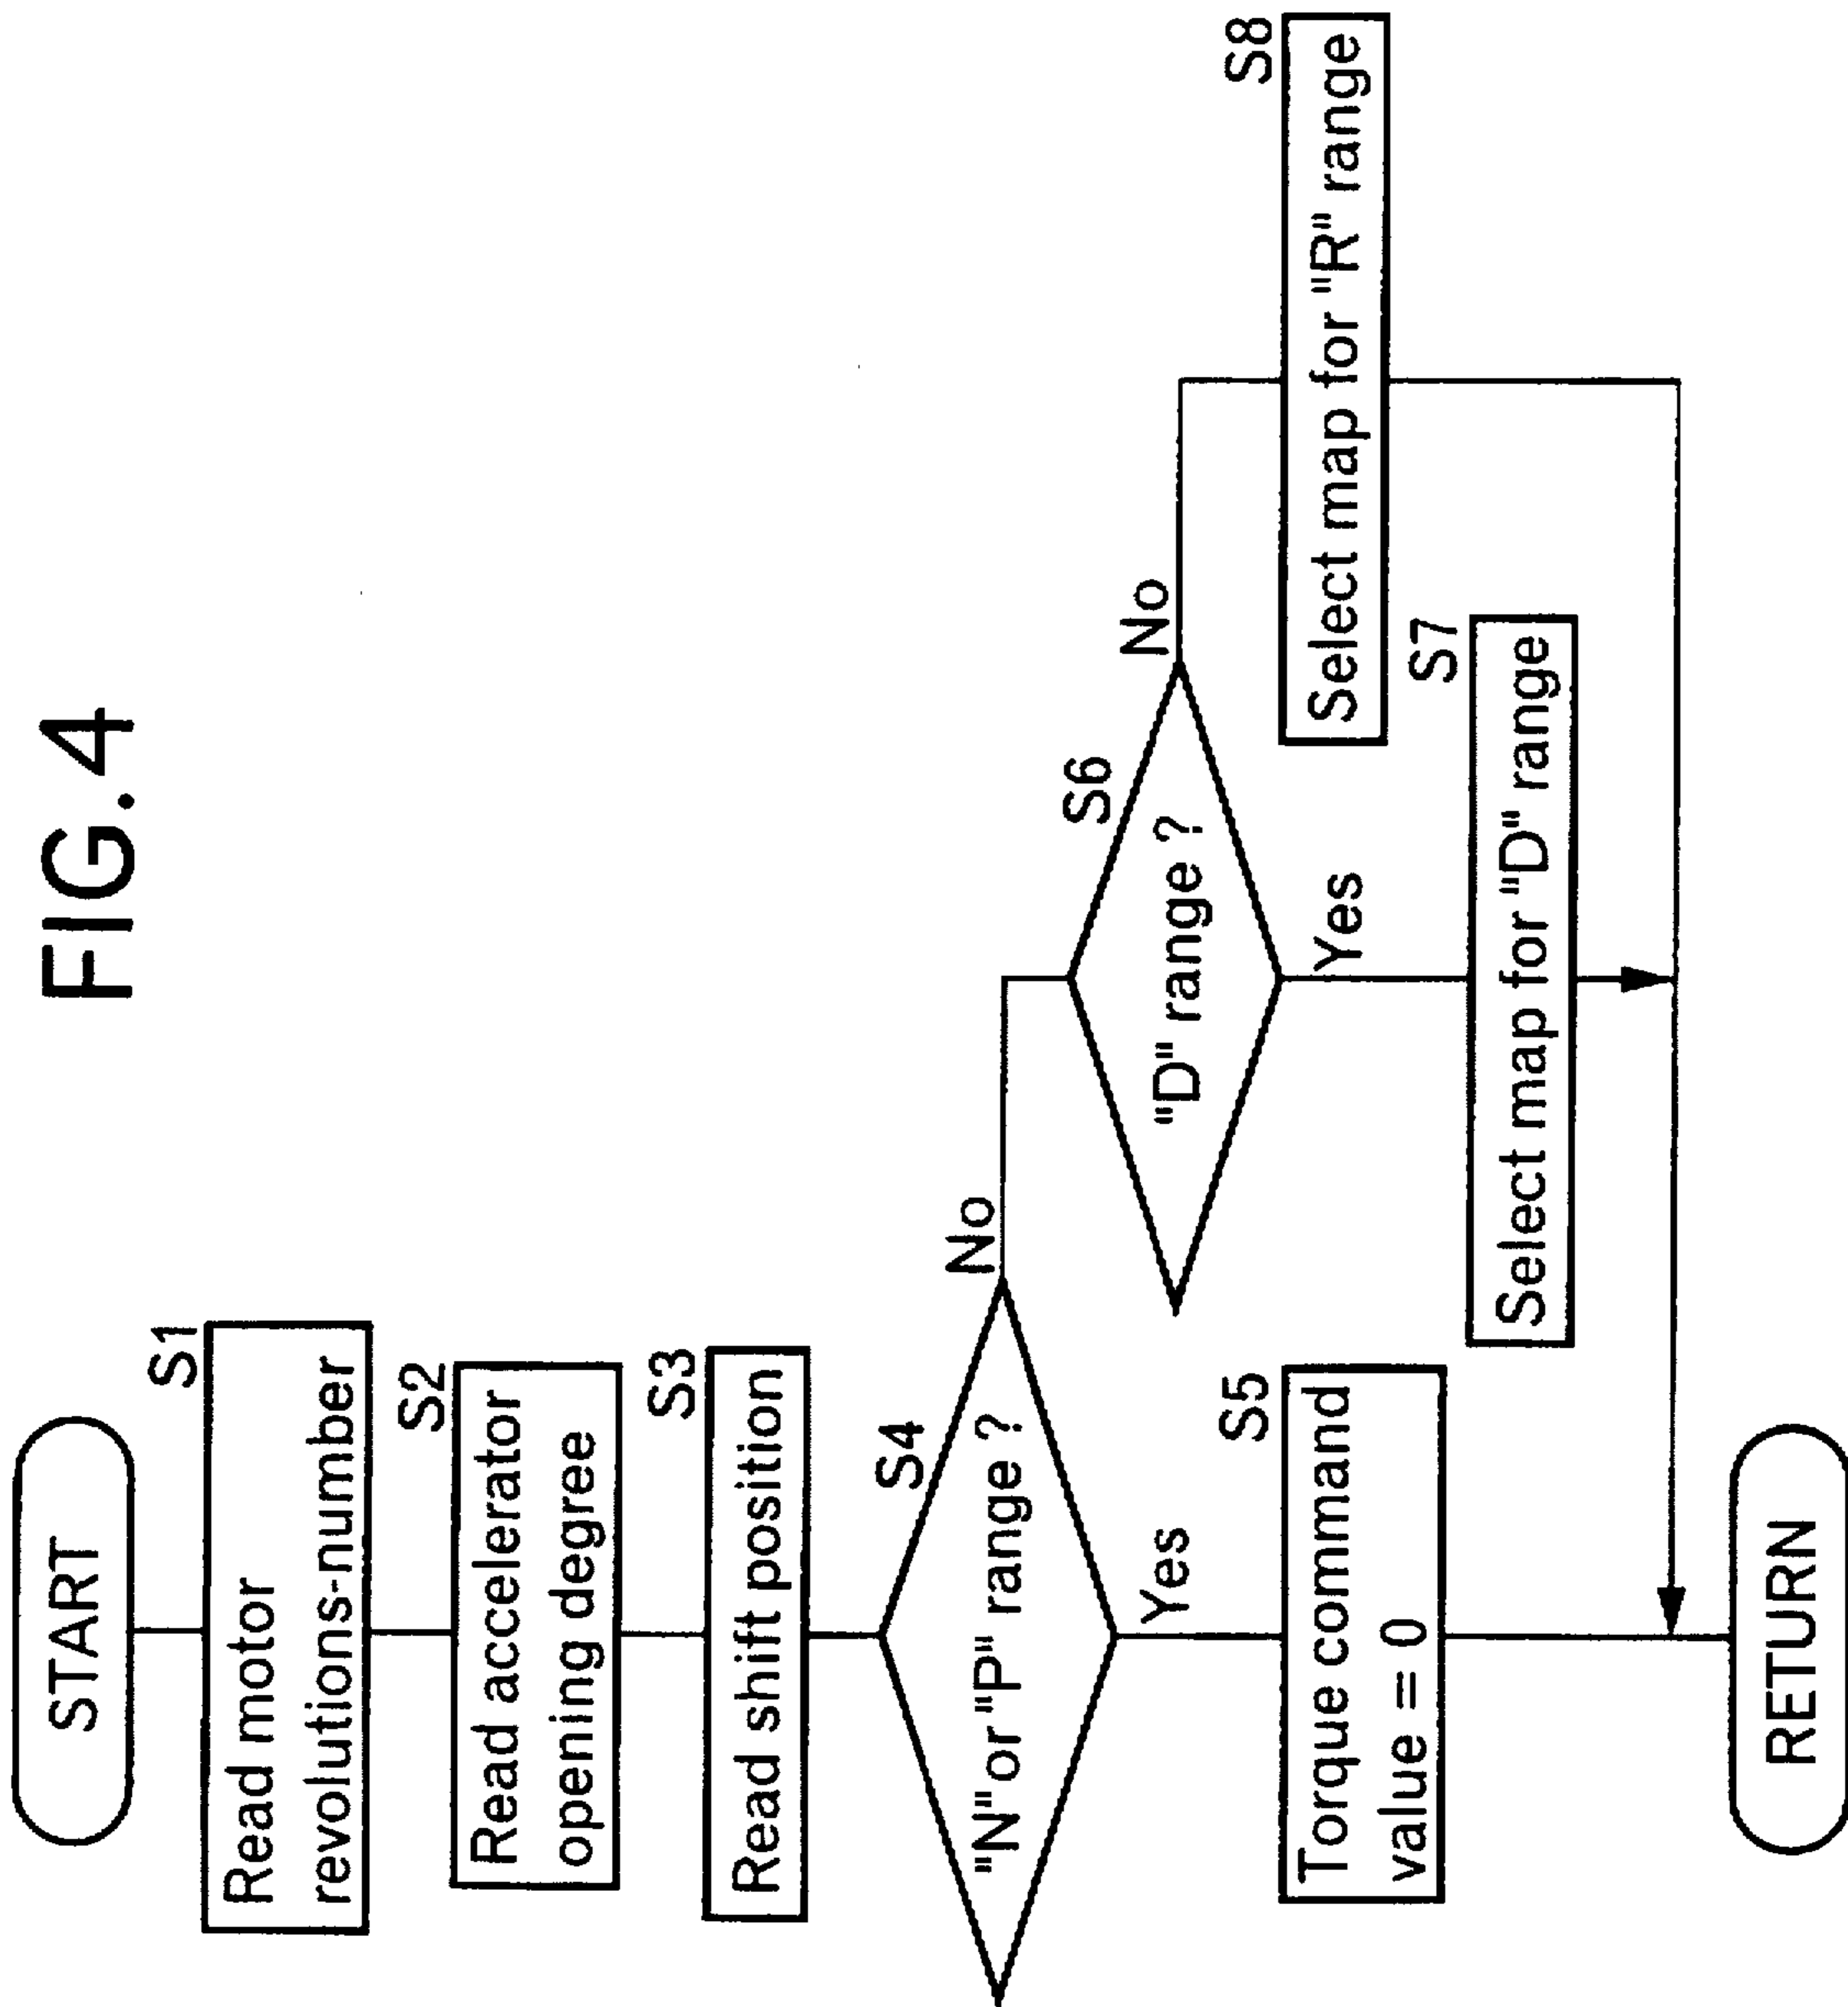 FIG.4
START
S1
Read motor
revolutions-number
S2
Read accelerator
opening degree
S3
Read shift position
S4
"N"or"P" range ?
No
Yes
S5
Torque command
value = 0
S6
"D" range ?
No
Yes
S7
Select map for "D" range
S8
Select map for "R" range
RETURN